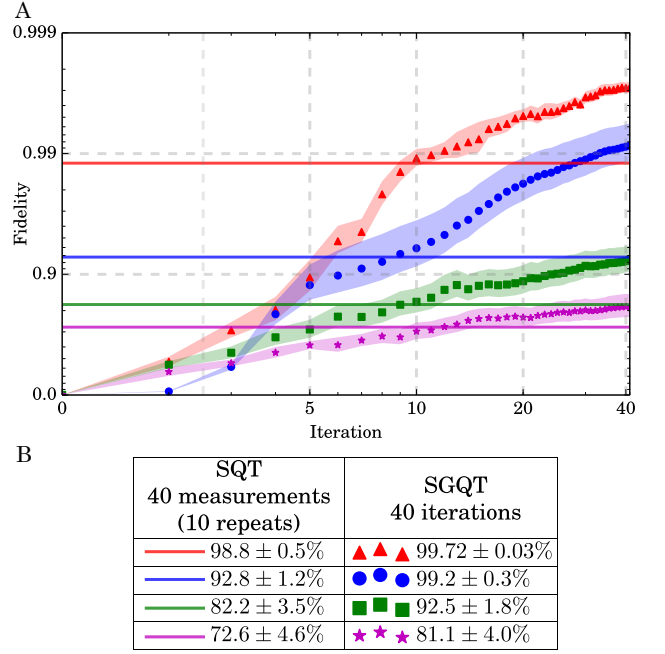 A
0.999
0.99
0.9
0.0
Fidelity
0 5 10 20 40
Iteration
B
SQT
40 measurements
(10 repeats)
SGQT
40 iterations
98.8 ± 0.5% 99.72 ± 0.03%
92.8 ± 1.2% 99.2 ± 0.3%
82.2 ± 3.5% 92.5 ± 1.8%
72.6 ± 4.6% 81.1 ± 4.0%